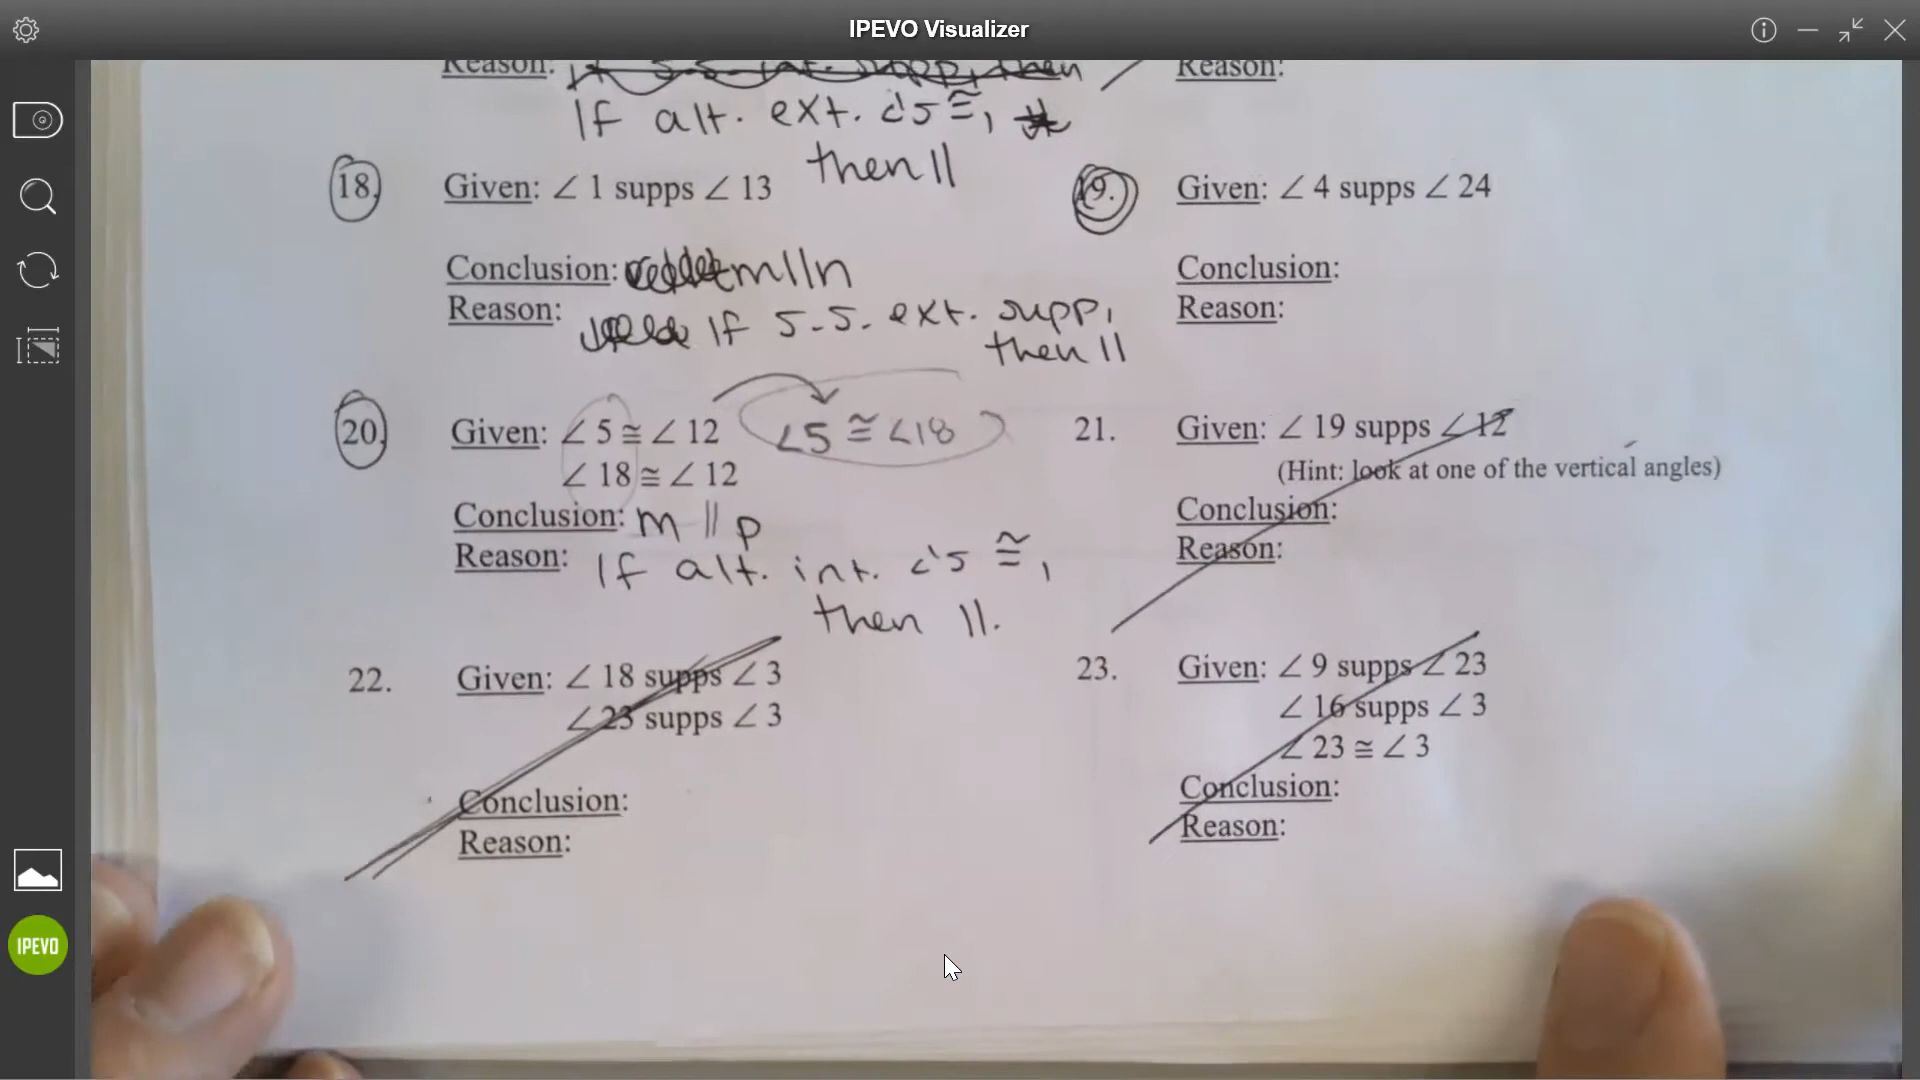 IPEVO Visualizer
Reason: If s-s int. supp, then
Reason:
If alt. ext. ∠'s ≅,
then ||
18. Given: ∠ 1 supps ∠ 13
Conclusion: m||n
Reason: If s-s. ext. supp,
then ||
19. Given: ∠ 4 supps ∠ 24
Conclusion:
Reason:
20. Given: ∠ 5 ≅ ∠ 12 ∠5 ≅ ∠18
∠ 18 ≅ ∠ 12
Conclusion: m || p
Reason: If alt. int. ∠'s ≅,
then ||.
21. Given: ∠ 19 supps ∠ 12
(Hint: look at one of the vertical angles)
Conclusion:
Reason:
22. Given: ∠ 18 supps ∠ 3
∠ 23 supps ∠ 3
Conclusion:
Reason:
23. Given: ∠ 9 supps ∠ 23
∠ 16 supps ∠ 3
∠ 23 ≅ ∠ 3
Conclusion:
Reason:
IPEVO